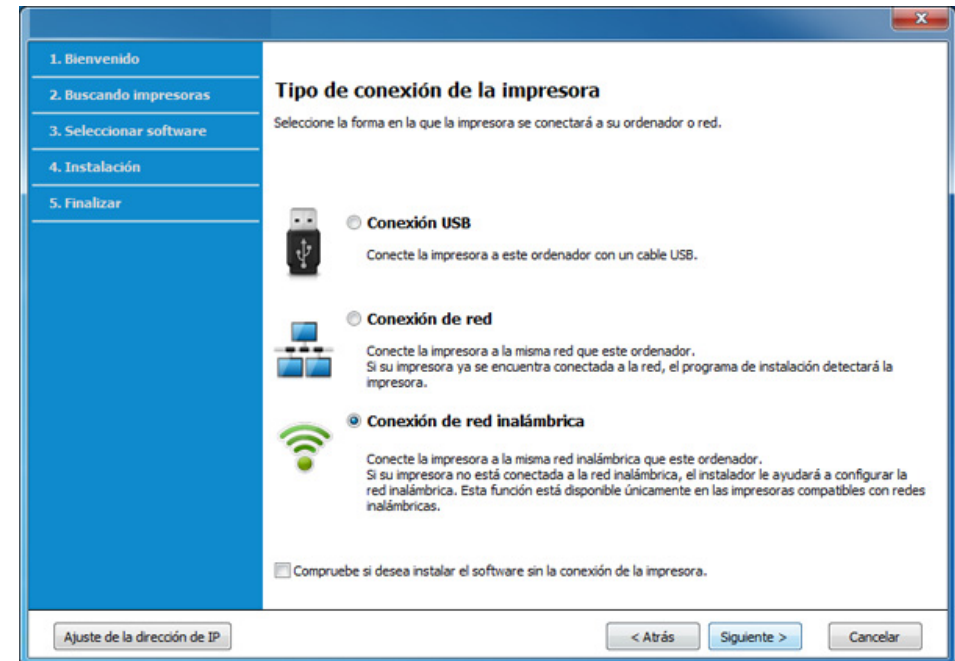 1. Bienvenido
2. Buscando impresoras
3. Seleccionar software
4. Instalación
5. Finalizar
Tipo de conexión de la impresora
Seleccione la forma en la que la impresora se conectará a su ordenador o red.
Conexión USB
Conecte la impresora a este ordenador con un cable USB.
Conexión de red
Conecte la impresora a la misma red que este ordenador.
Si su impresora ya se encuentra conectada a la red, el programa de instalación detectará la
impresora.
Conexión de red inalámbrica
Conecte la impresora a la misma red inalámbrica que este ordenador.
Si su impresora no está conectada a la red inalámbrica, el instalador le ayudará a configurar la
red inalámbrica. Esta función está disponible únicamente en las impresoras compatibles con redes
inalámbricas.
Compruebe si desea instalar el software sin la conexión de la impresora.
Ajuste de la dirección de IP
< Atrás
Siguiente >
Cancelar